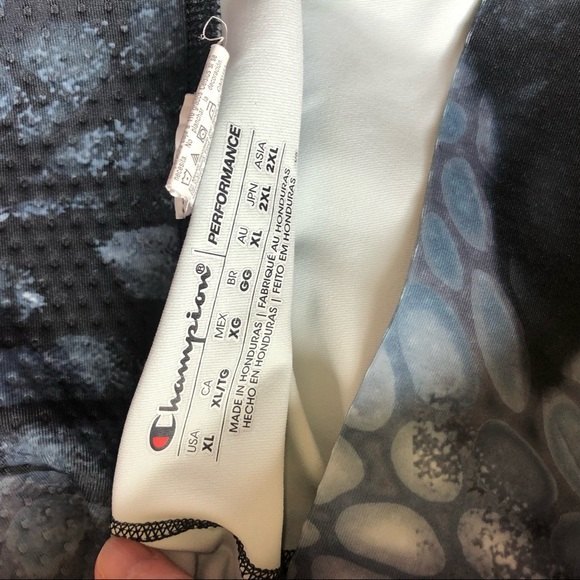 Champion® | PERFORMANCE
USA CA MEX BR AU JPN ASIA
XL XL/TG XG GG XL 2XL 2XL
MADE IN HONDURAS | FABRIQUÉ AU HONDURAS
HECHO EN HONDURAS | FEITO EM HONDURAS